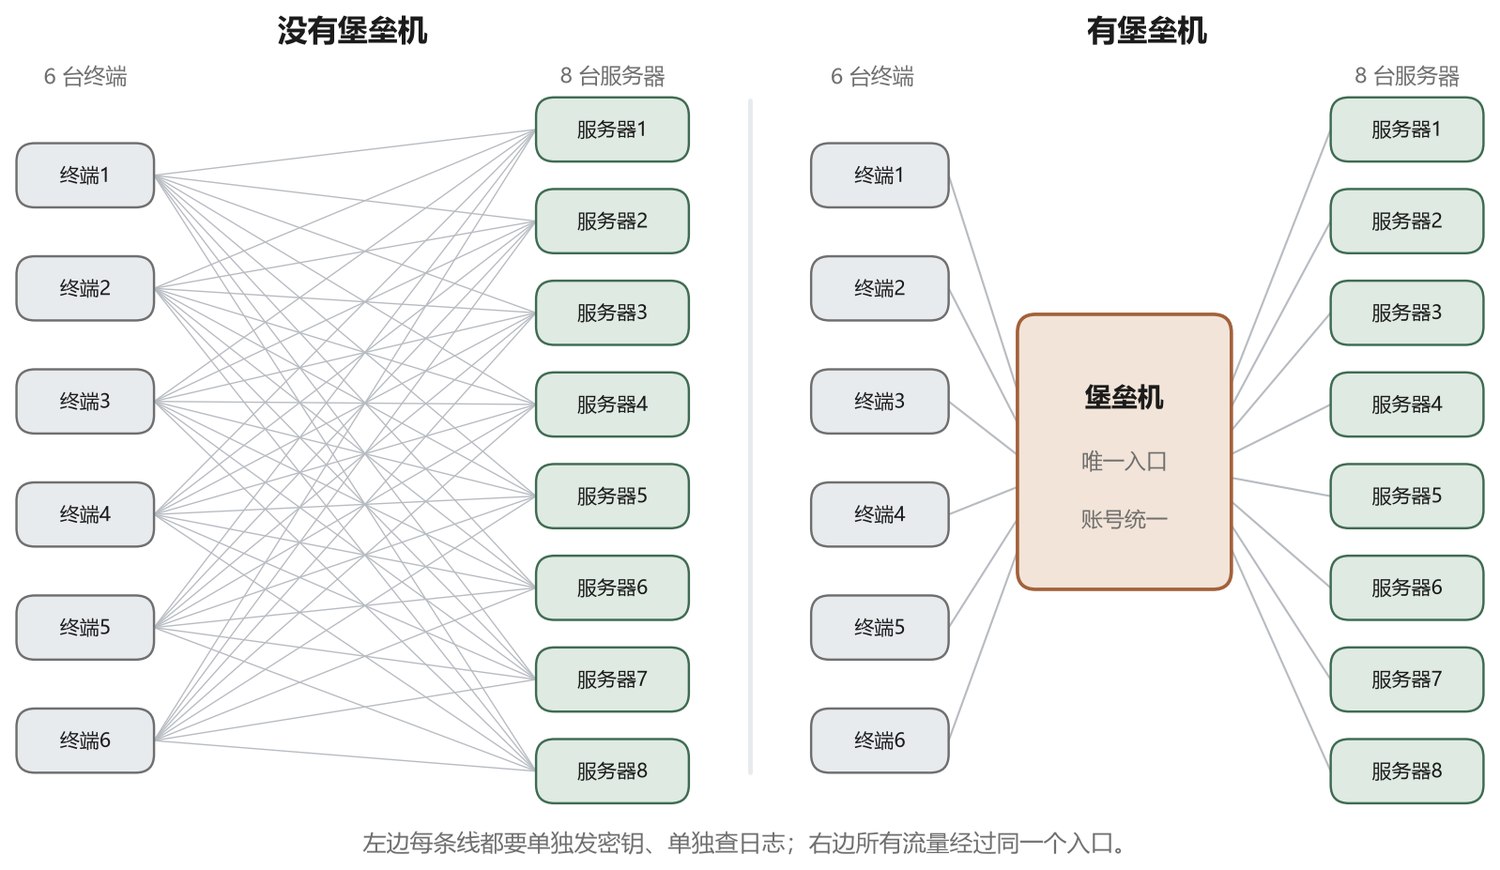 没有堡垒机
6 台终端
8 台服务器
终端1
终端2
终端3
终端4
终端5
终端6
服务器1
服务器2
服务器3
服务器4
服务器5
服务器6
服务器7
服务器8
有堡垒机
6 台终端
8 台服务器
终端1
终端2
终端3
终端4
终端5
终端6
堡垒机
唯一入口
账号统一
服务器1
服务器2
服务器3
服务器4
服务器5
服务器6
服务器7
服务器8
左边每条线都要单独发密钥、单独查日志；右边所有流量经过同一个入口。